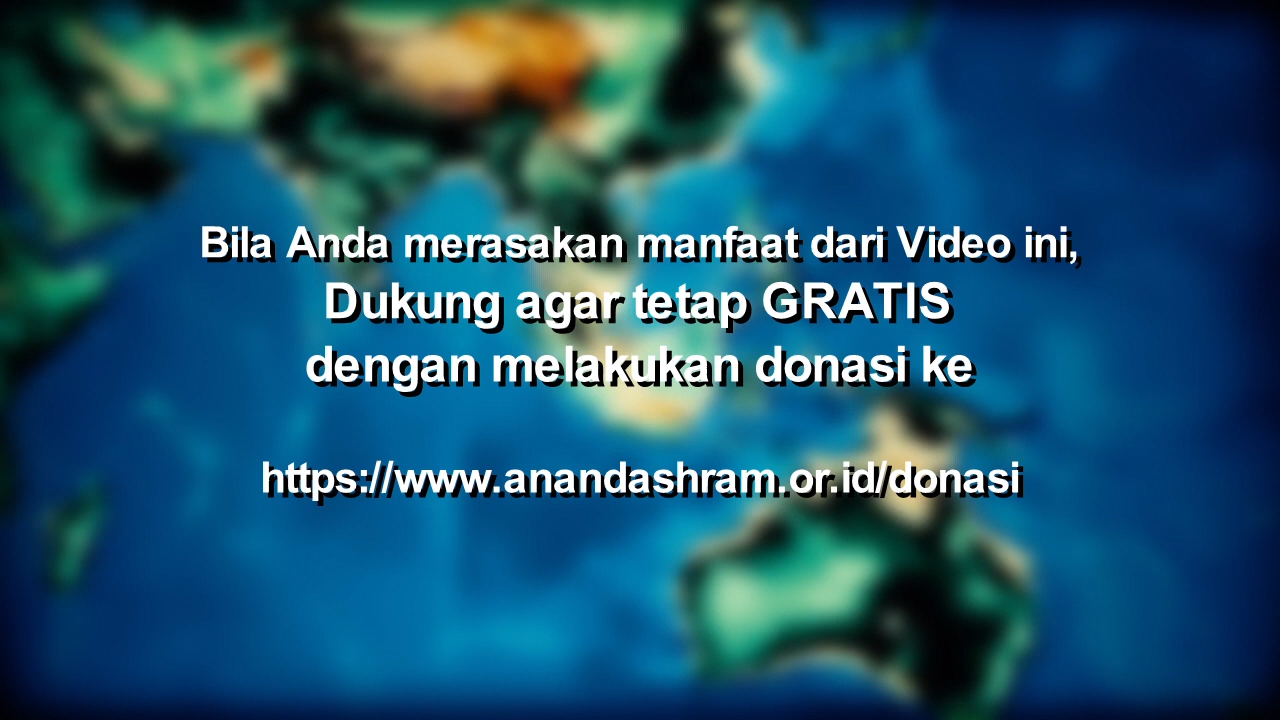 Bila Anda merasakan manfaat dari Video ini,
Dukung agar tetap GRATIS
dengan melakukan donasi ke
https://www.anandashram.or.id/donasi